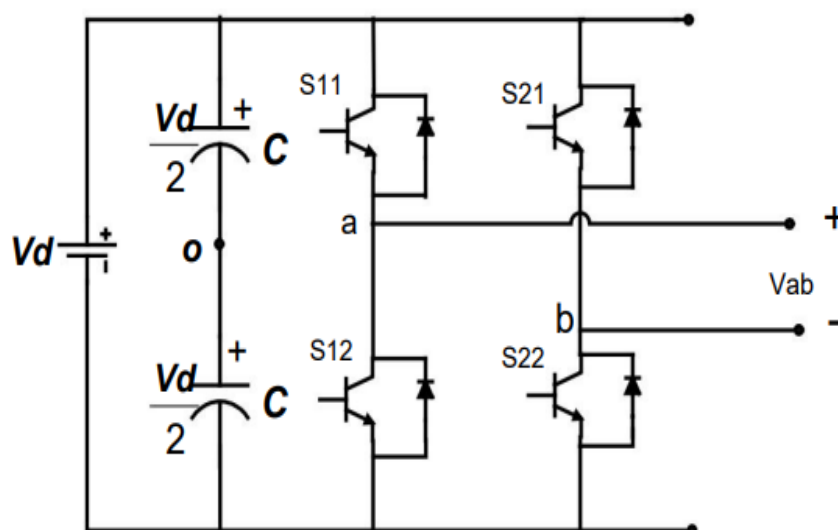 S11
S21
Vd
+
C
2
a
+
Vd
+
-
o
Vab
b
-
S12
S22
+
Vd
C
2